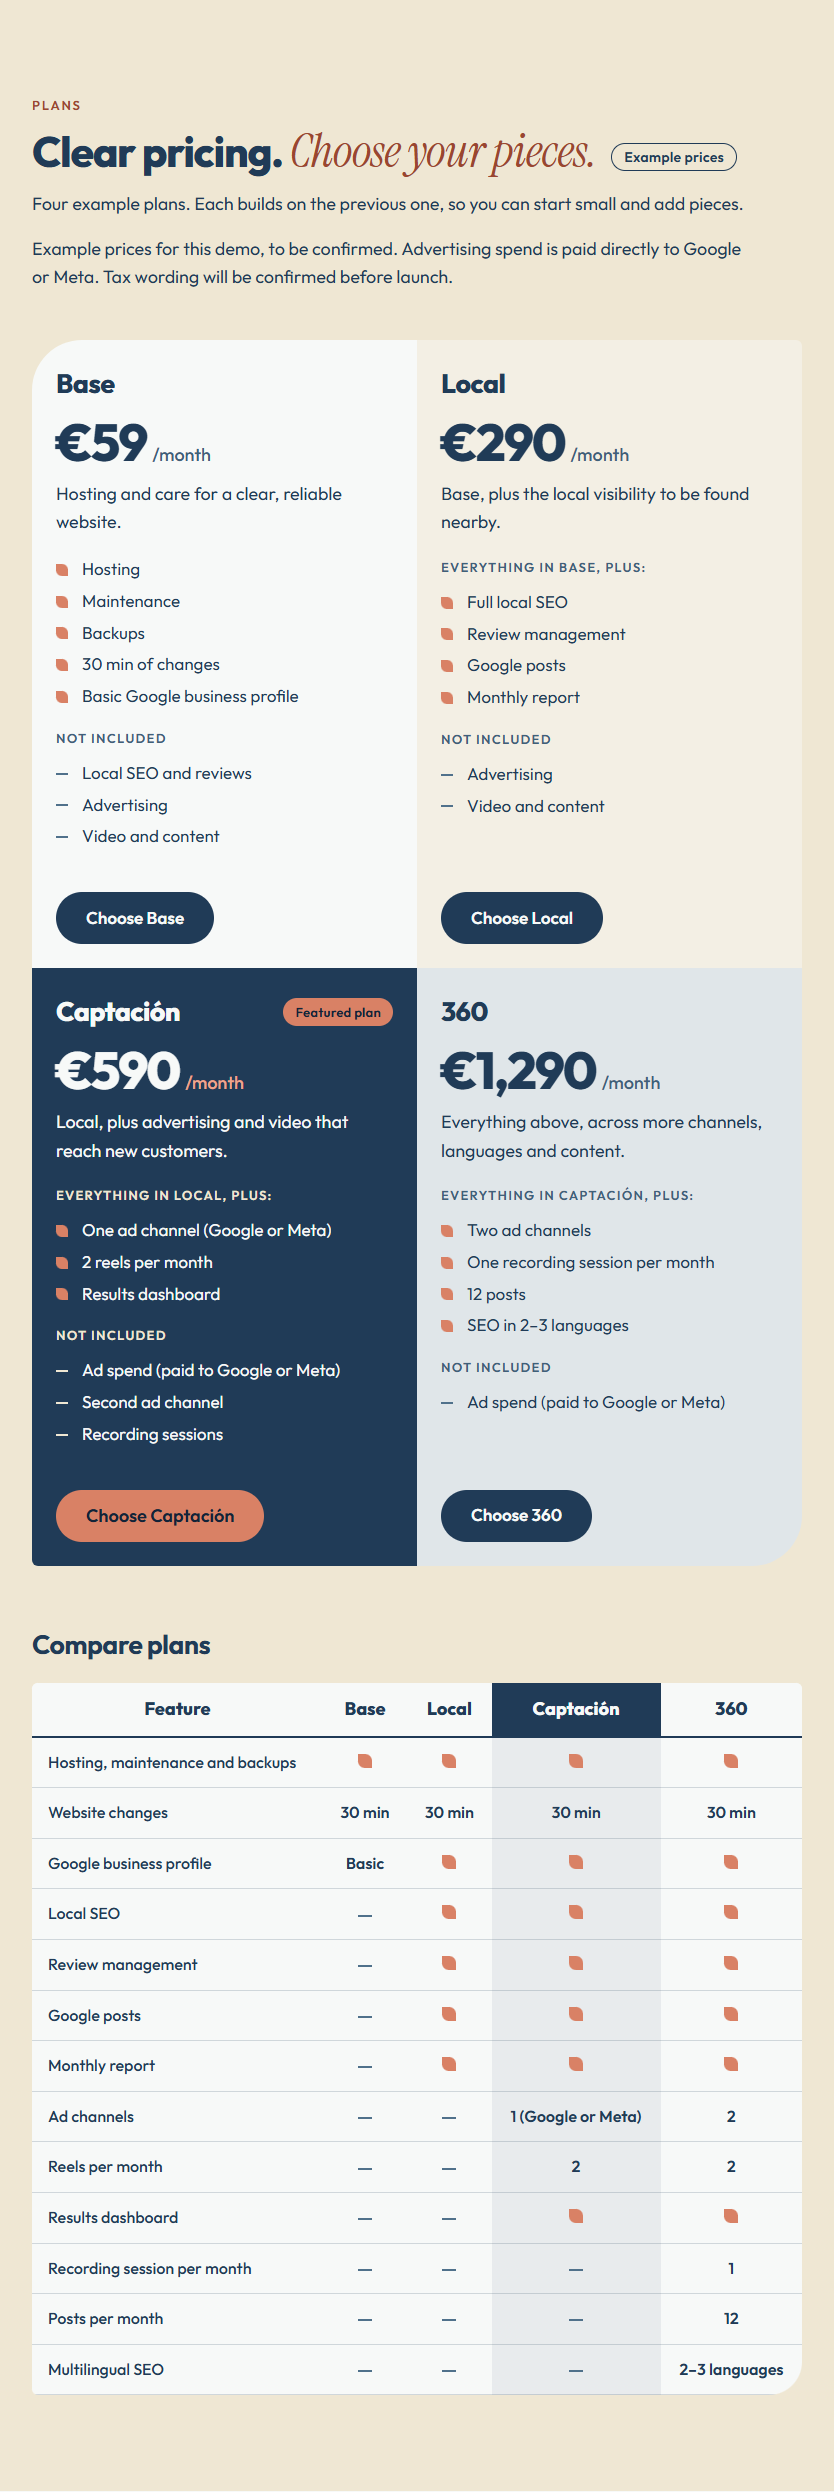 PLANS
Clear pricing. Choose your pieces. Example prices
Four example plans. Each builds on the previous one, so you can start small and add pieces.
Example prices for this demo, to be confirmed. Advertising spend is paid directly to Google
or Meta. Tax wording will be confirmed before launch.
Base
€59 /month
Hosting and care for a clear, reliable
website.
Hosting
Maintenance
Backups
30 min of changes
Basic Google business profile
NOT INCLUDED
— Local SEO and reviews
— Advertising
— Video and content
Choose Base
Local
€290 /month
Base, plus the local visibility to be found
nearby.
EVERYTHING IN BASE, PLUS:
Full local SEO
Review management
Google posts
Monthly report
NOT INCLUDED
— Advertising
— Video and content
Choose Local
Captación Featured plan
€590 /month
Local, plus advertising and video that
reach new customers.
EVERYTHING IN LOCAL, PLUS:
One ad channel (Google or Meta)
2 reels per month
Results dashboard
NOT INCLUDED
— Ad spend (paid to Google or Meta)
— Second ad channel
— Recording sessions
Choose Captación
360
€1,290 /month
Everything above, across more channels,
languages and content.
EVERYTHING IN CAPTACIÓN, PLUS:
Two ad channels
One recording session per month
12 posts
SEO in 2–3 languages
NOT INCLUDED
— Ad spend (paid to Google or Meta)
Choose 360
Compare plans
Feature Base Local Captación 360
Hosting, maintenance and backups
Website changes 30 min 30 min 30 min 30 min
Google business profile Basic
Local SEO —
Review management —
Google posts —
Monthly report —
Ad channels — — 1 (Google or Meta) 2
Reels per month — — 2 2
Results dashboard — —
Recording session per month — — — 1
Posts per month — — — 12
Multilingual SEO — — — 2–3 languages